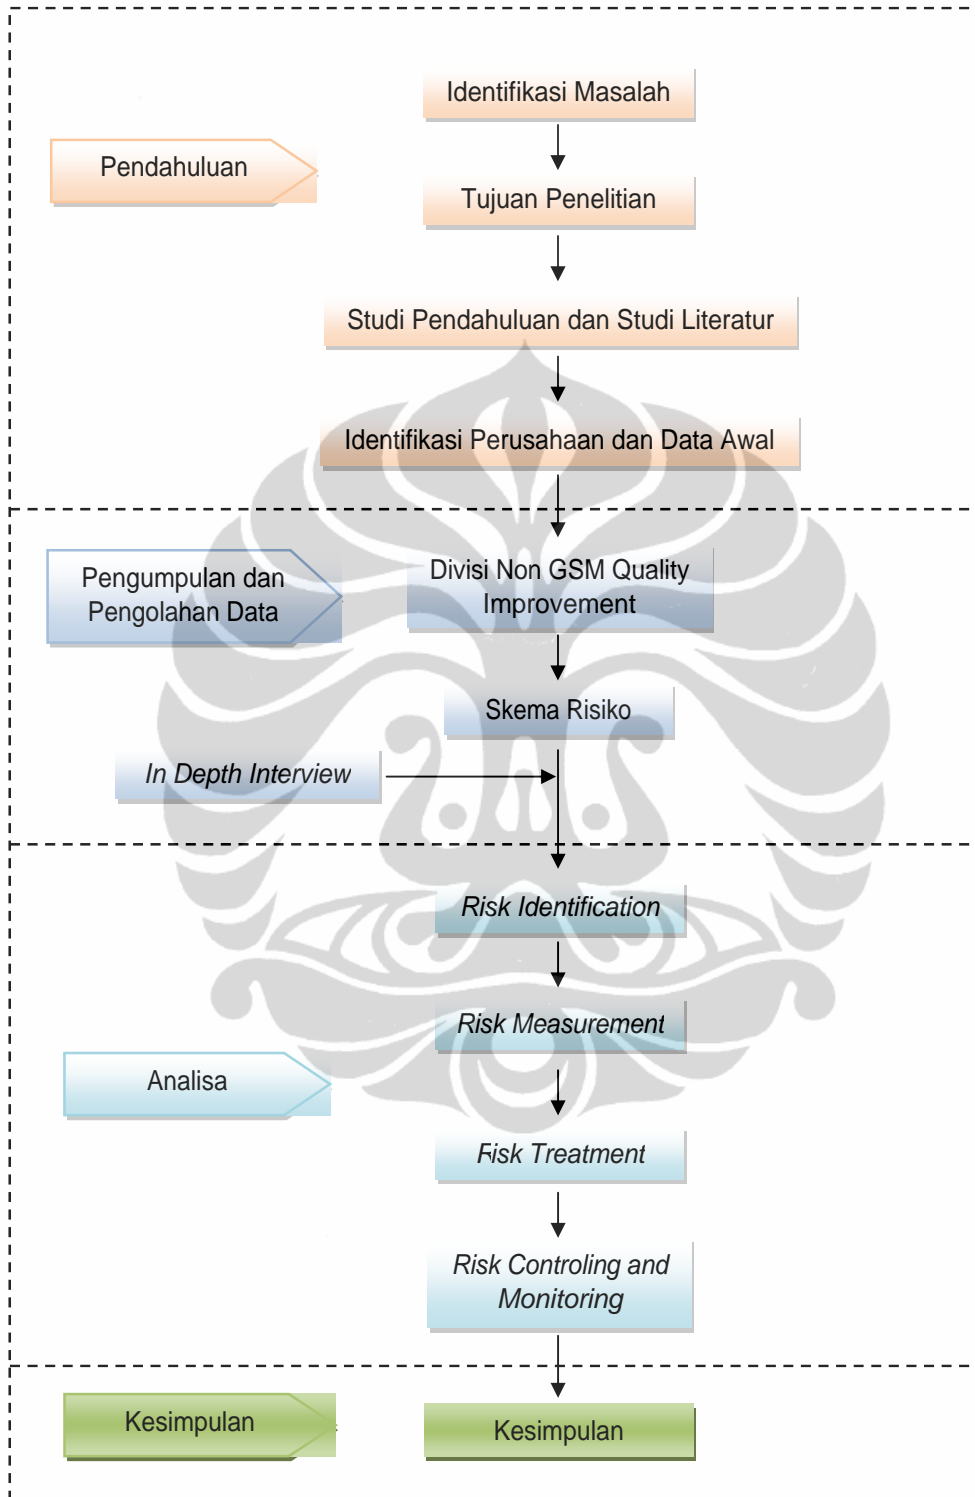 Identifikasi Masalah
Pendahuluan
Tujuan Penelitian
Studi Pendahuluan dan Studi Literatur
Identifikasi Perusahaan dan Data Awal
Pengumpulan dan
Pengolahan Data
Divisi Non GSM Quality
Improvement
Skema Risiko
In Depth Interview
Risk Identification
Risk Measurement
Analisa
Risk Treatment
Risk Controling and
Monitoring
Kesimpulan
Kesimpulan